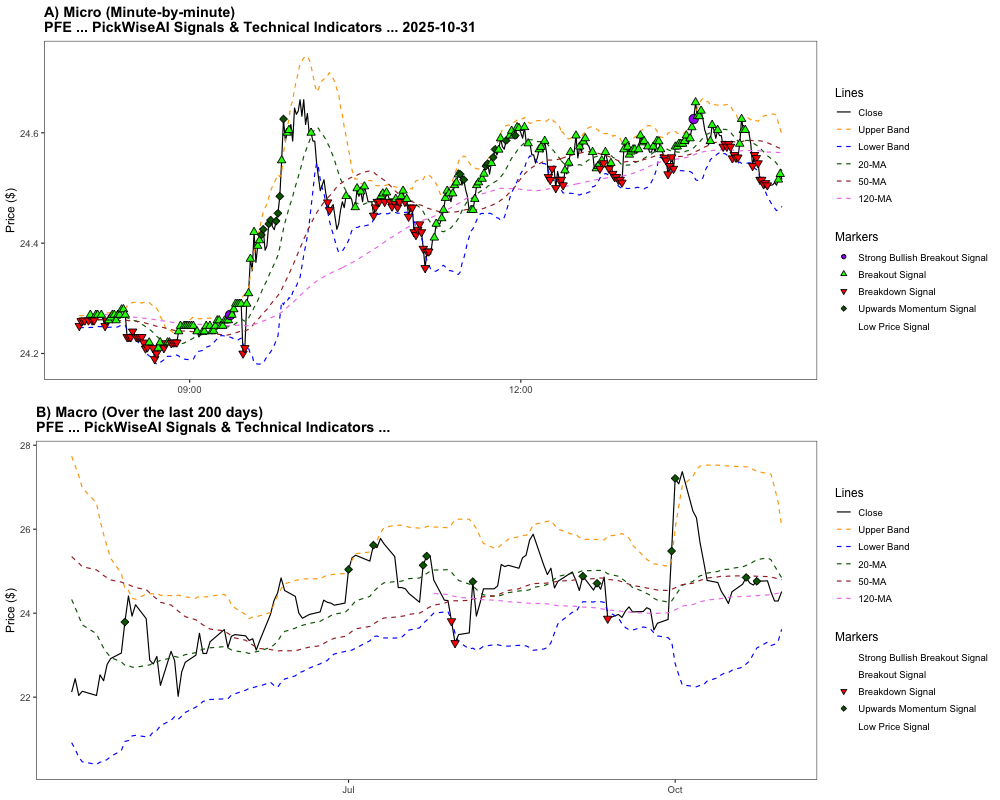 A) Micro (Minute-by-minute)
PFE ... PickWiseAI Signals & Technical Indicators ... 2025-10-31
Price ($)
24.6
24.4
24.2
09:00
12:00
Lines
Close
Upper Band
Lower Band
20-MA
50-MA
120-MA
Markers
Strong Bullish Breakout Signal
Breakout Signal
Breakdown Signal
Upwards Momentum Signal
Low Price Signal
B) Macro (Over the last 200 days)
PFE ... PickWiseAI Signals & Technical Indicators ...
Price ($)
28
26
24
22
Jul
Oct
Lines
Close
Upper Band
Lower Band
20-MA
50-MA
120-MA
Markers
Strong Bullish Breakout Signal
Breakout Signal
Breakdown Signal
Upwards Momentum Signal
Low Price Signal